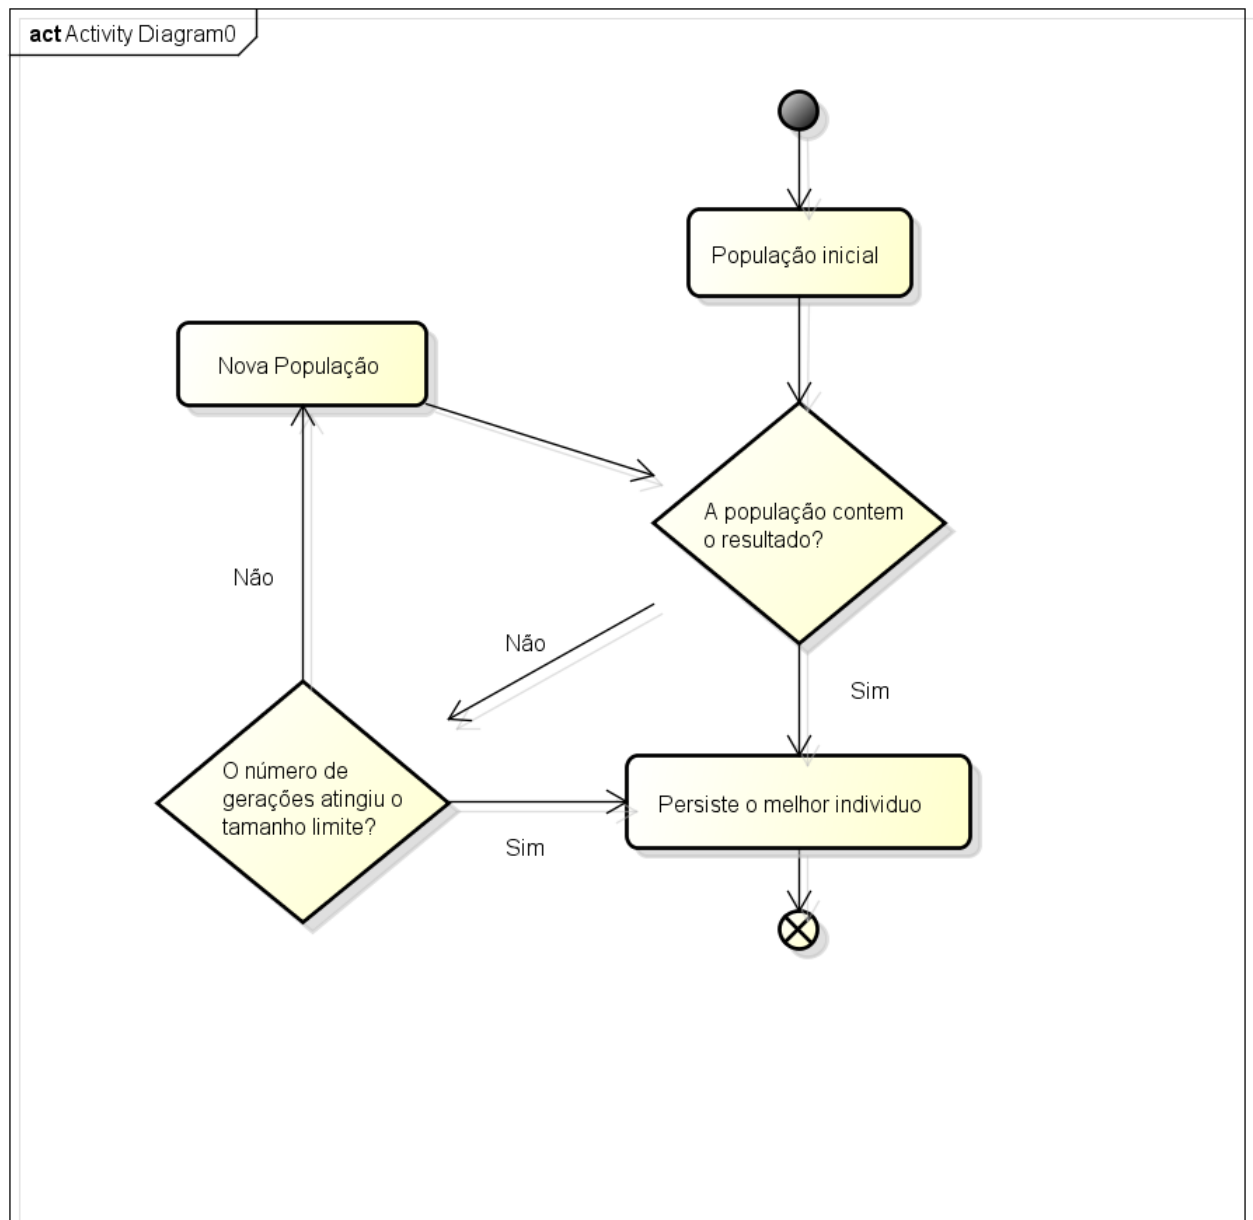 act Activity Diagram0
População inicial
Nova População
A população contem
o resultado?
Não
Não
Sim
O número de
gerações atingiu o
tamanho limite?
Persiste o melhor individuo
Sim